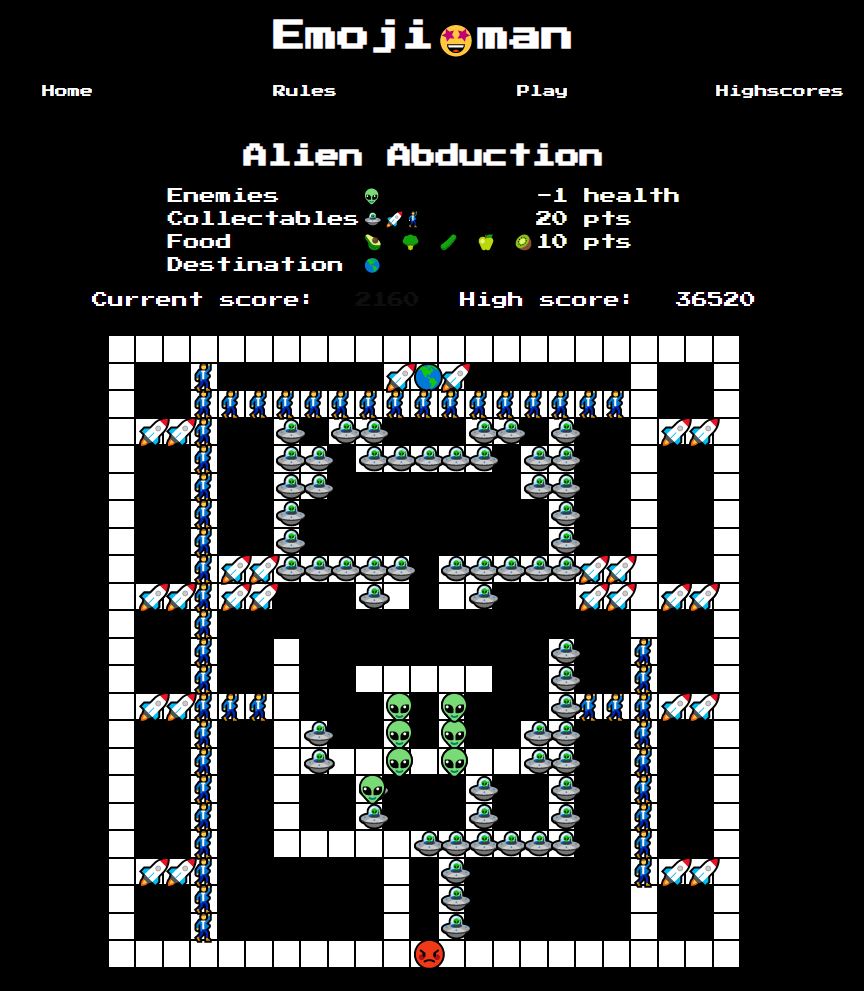 Emoji🤩man
Home Rules Play Highscores
Alien Abduction
Enemies 👽 -1 health
Collectables 🛸 🚀 🕴 20 pts
Food 🥑 🥦 🥒 🍏 🥝 10 pts
Destination 🌎
Current score: 2160 High score: 36520